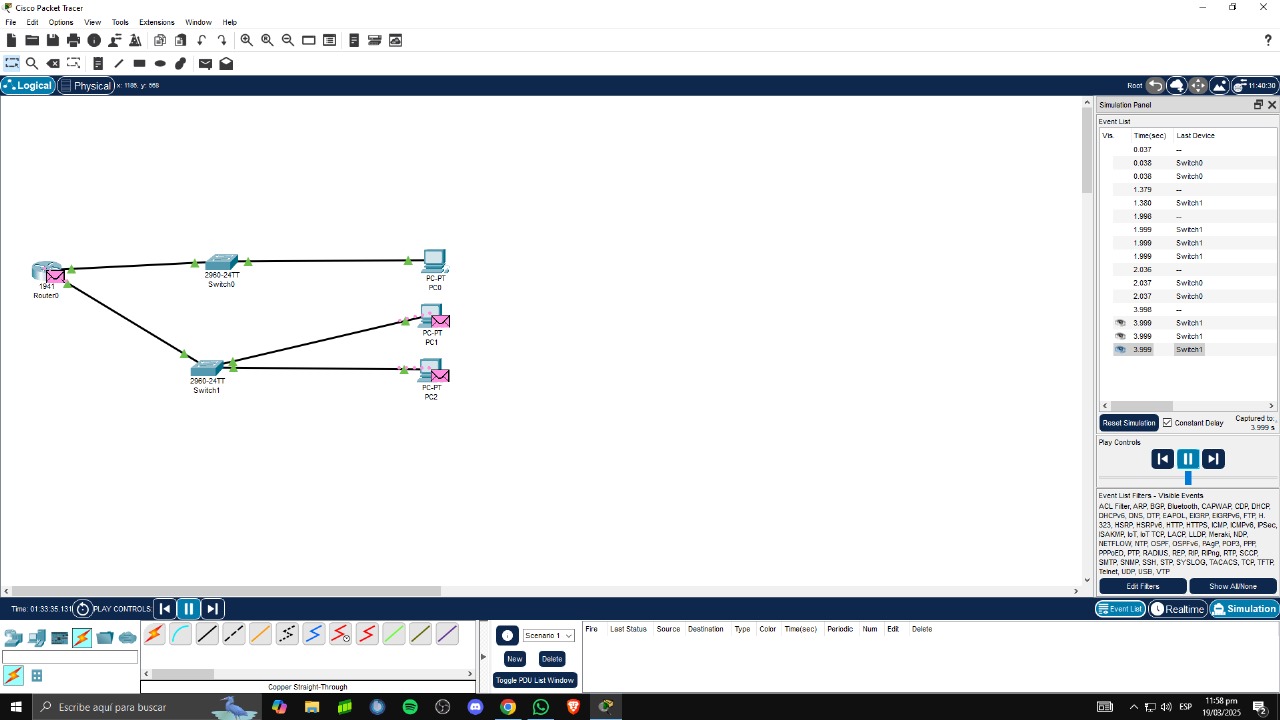 Cisco Packet Tracer
File Edit Options View Tools Extensions Window Help
?
Logical Physical x: 1186, y: 568 Root 11:40:30
Simulation Panel
Event List
Vis. Time(sec) Last Device
0.037 --
0.038 Switch0
0.038 Switch0
1.379 --
1.380 Switch1
1.998 --
1.999 Switch1
1.999 Switch1
1.999 Switch1
2.036 --
2.037 Switch0
2.037 Switch0
3.998 --
3.999 Switch1
3.999 Switch1
3.999 Switch1
1941
Router0
2960-24TT
Switch0
PC-PT
PC0
PC-PT
PC1
2960-24TT
Switch1
PC-PT
PC2
Reset Simulation Constant Delay Captured to:
3.999 s
Play Controls
Event List Filters - Visible Events
ACL Filter, ARP, BGP, Bluetooth, CAPWAP, CDP, DHCP,
DHCPv6, DNS, DTP, EAPOL, EIGRP, EIGRPv6, FTP, H.
323, HSRP, HSRPv6, HTTP, HTTPS, ICMP, ICMPv6, IPSec,
ISAKMP, IoT, IoT TCP, LACP, LLDP, Meraki, NDP,
NETFLOW, NTP, OSPF, OSPFv6, PAgP, POP3, PPP,
PPPoED, PTP, RADIUS, REP, RIP, RIPng, RTP, SCCP,
SMTP, SNMP, SSH, STP, SYSLOG, TACACS, TCP, TFTP,
Telnet, UDP, USB, VTP
Edit Filters Show All/None
Time: 01:33:35.131 PLAY CONTROLS:
Event List Realtime Simulation
Scenario 1
New Delete
Toggle PDU List Window
Fire Last Status Source Destination Type Color Time(sec) Periodic Num Edit Delete
Copper Straight-Through
Escribe aquí para buscar
ESP
11:58 pm
19/03/2025
2